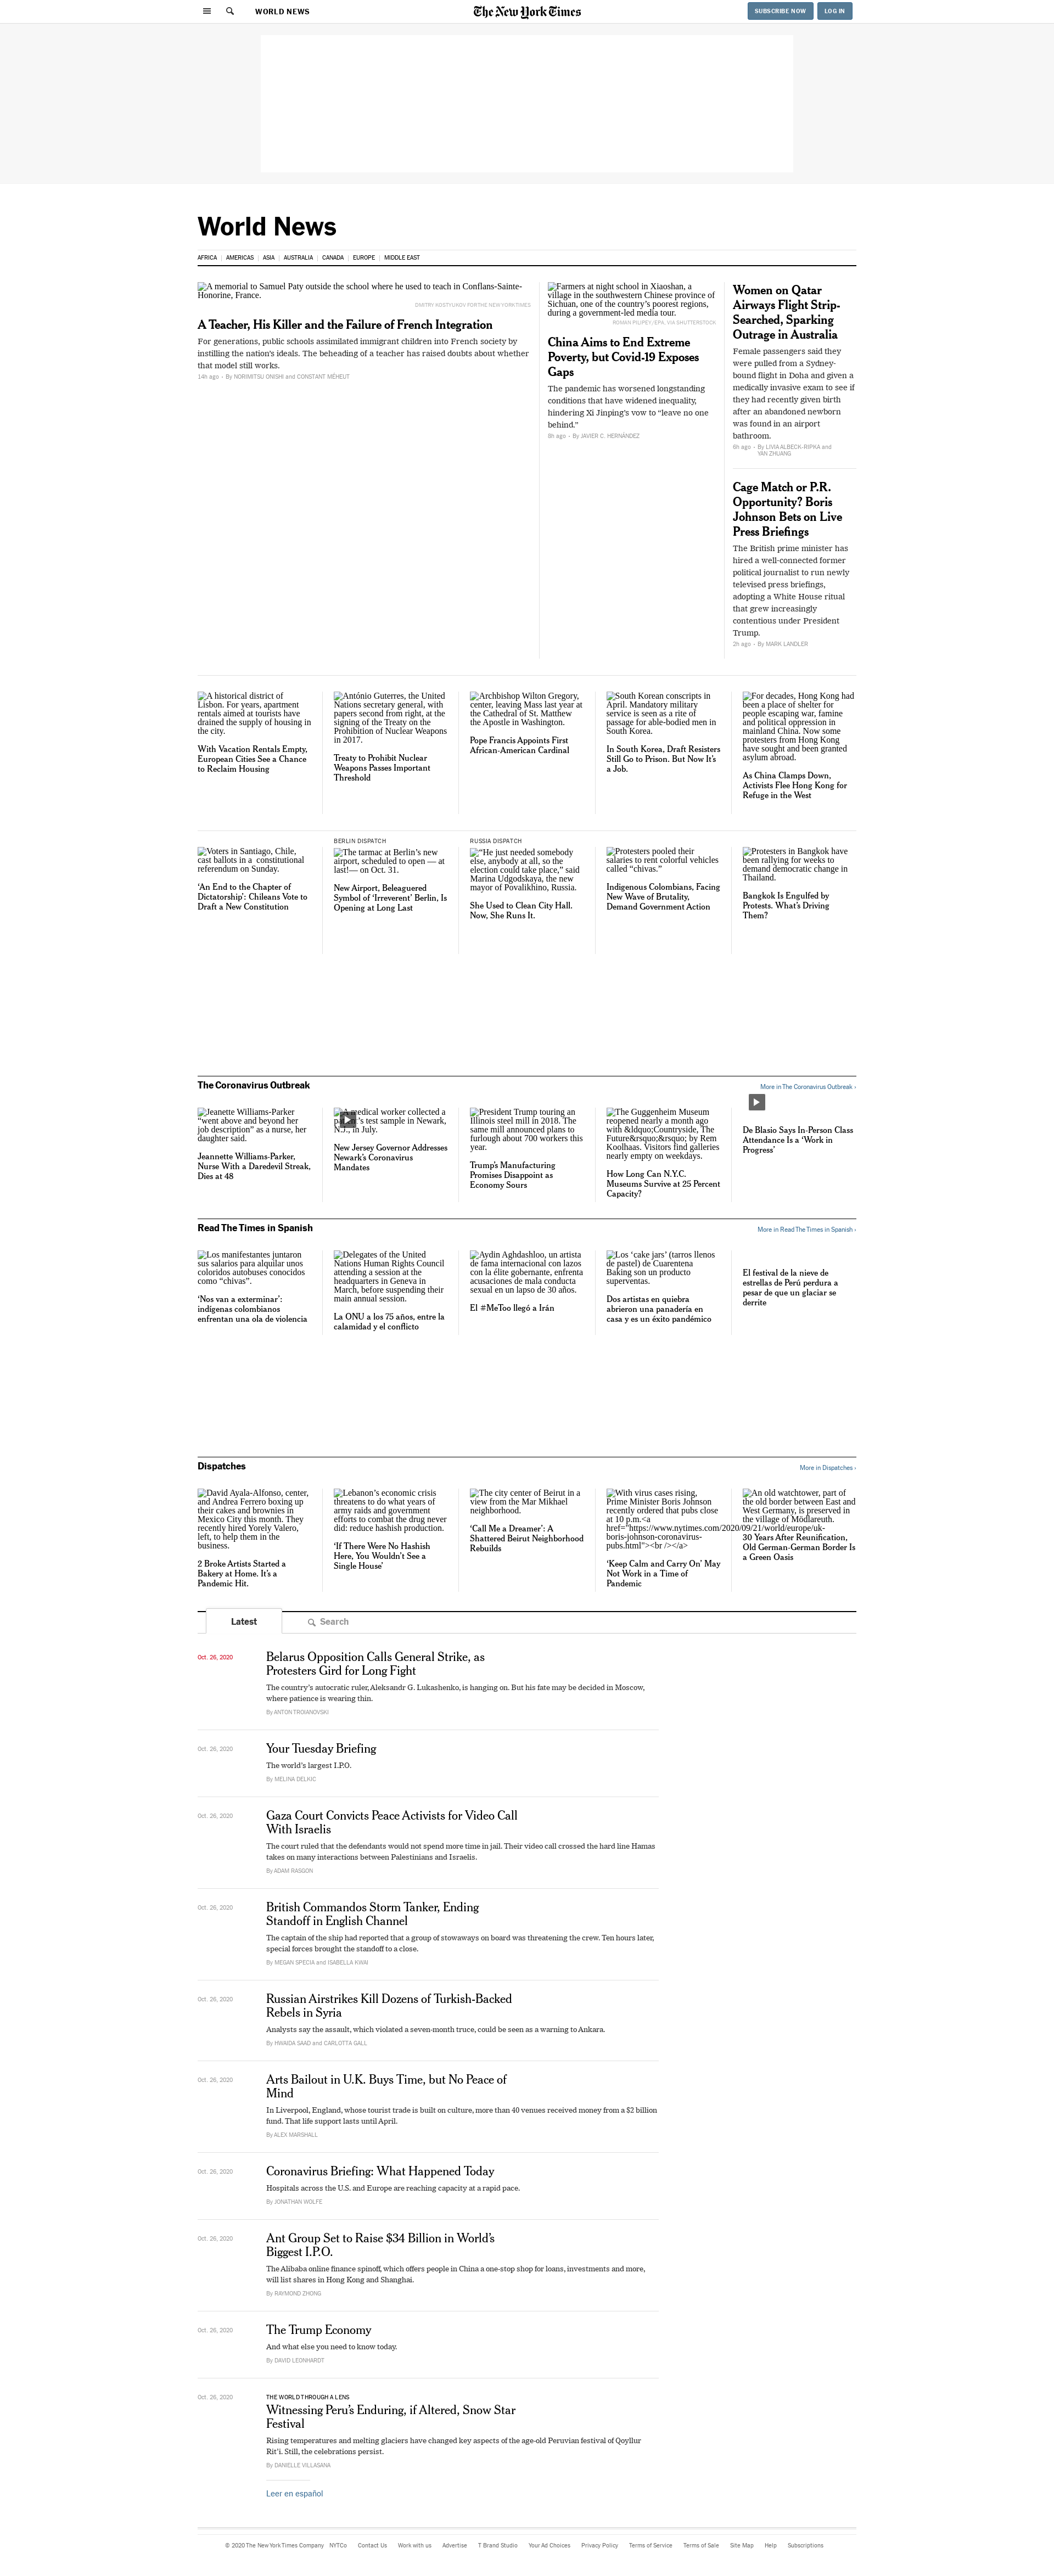 WORLD NEWS
The New York Times
SUBSCRIBE NOW
LOG IN
World News
AFRICA
AMERICAS
ASIA
AUSTRALIA
CANADA
EUROPE
MIDDLE EAST
A memorial to Samuel Paty outside the school where he used to teach in Conflans-Sainte-
Honorine, France.
DMITRY KOSTYUKOV FOR THE NEW YORK TIMES
A Teacher, His Killer and the Failure of French Integration
For generations, public schools assimilated immigrant children into French society by
instilling the nation's ideals. The beheading of a teacher has raised doubts about whether
that model still works.
14h ago
By NORIMITSU ONISHI and CONSTANT MÉHEUT
Farmers at night school in Xiaoshan, a
village in the southwestern Chinese province of
Sichuan, one of the country's poorest regions,
during a government-led media tour.
ROMAN PILIPEY/EPA, VIA SHUTTERSTOCK
China Aims to End Extreme
Poverty, but Covid-19 Exposes
Gaps
The pandemic has worsened longstanding
conditions that have widened inequality,
hindering Xi Jinping's vow to “leave no one
behind.”
8h ago
By JAVIER C. HERNÁNDEZ
Women on Qatar
Airways Flight Strip-
Searched, Sparking
Outrage in Australia
Female passengers said they
were pulled from a Sydney-
bound flight in Doha and given a
medically invasive exam to see if
they had recently given birth
after an abandoned newborn
was found in an airport
bathroom.
6h ago
By LIVIA ALBECK-RIPKA and
YAN ZHUANG
Cage Match or P.R.
Opportunity? Boris
Johnson Bets on Live
Press Briefings
The British prime minister has
hired a well-connected former
political journalist to run newly
televised press briefings,
adopting a White House ritual
that grew increasingly
contentious under President
Trump.
2h ago
By MARK LANDLER
A historical district of
Lisbon. For years, apartment
rentals aimed at tourists have
drained the supply of housing in
the city.
With Vacation Rentals Empty,
European Cities See a Chance
to Reclaim Housing
António Guterres, the United
Nations secretary general, with
papers second from right, at the
signing of the Treaty on the
Prohibition of Nuclear Weapons
in 2017.
Treaty to Prohibit Nuclear
Weapons Passes Important
Threshold
Archbishop Wilton Gregory,
center, leaving Mass last year at
the Cathedral of St. Matthew
the Apostle in Washington.
Pope Francis Appoints First
African-American Cardinal
South Korean conscripts in
April. Mandatory military
service is seen as a rite of
passage for able-bodied men in
South Korea.
In South Korea, Draft Resisters
Still Go to Prison. But Now It's
a Job.
For decades, Hong Kong had
been a place of shelter for
people escaping war, famine
and political oppression in
mainland China. Now some
protesters from Hong Kong
have sought and been granted
asylum abroad.
As China Clamps Down,
Activists Flee Hong Kong for
Refuge in the West
Voters in Santiago, Chile,
cast ballots in a constitutional
referendum on Sunday.
‘An End to the Chapter of
Dictatorship’: Chileans Vote to
Draft a New Constitution
BERLIN DISPATCH
The tarmac at Berlin's new
airport, scheduled to open — at
last!— on Oct. 31.
New Airport, Beleaguered
Symbol of ‘Irreverent’ Berlin, Is
Opening at Long Last
RUSSIA DISPATCH
“He just needed somebody
else, anybody at all, so the
election could take place,” said
Marina Udgodskaya, the new
mayor of Povalikhino, Russia.
She Used to Clean City Hall.
Now, She Runs It.
Protesters pooled their
salaries to rent colorful vehicles
called “chivas.”
Indigenous Colombians, Facing
New Wave of Brutality,
Demand Government Action
Protesters in Bangkok have
been rallying for weeks to
demand democratic change in
Thailand.
Bangkok Is Engulfed by
Protests. What's Driving
Them?
The Coronavirus Outbreak
More in The Coronavirus Outbreak ›
Jeanette Williams-Parker
“went above and beyond her
job description” as a nurse, her
daughter said.
Jeannette Williams-Parker,
Nurse With a Daredevil Streak,
Dies at 48
A medical worker collected a
test sample in Newark,
N.J., in July.
New Jersey Governor Addresses
Newark's Coronavirus
Mandates
President Trump touring an
Illinois steel mill in 2018. The
same mill announced plans to
furlough about 700 workers this
year.
Trump's Manufacturing
Promises Disappoint as
Economy Sours
The Guggenheim Museum
reopened nearly a month ago
with &ldquo;Countryside, The
Future&rsquo;&rsquo; by Rem
Koolhaas. Visitors find galleries
nearly empty on weekdays.
How Long Can N.Y.C.
Museums Survive at 25 Percent
Capacity?
De Blasio Says In-Person Class
Attendance Is a ‘Work in
Progress’
Read The Times in Spanish
More in Read The Times in Spanish ›
Los manifestantes juntaron
sus salarios para alquilar unos
coloridos autobuses conocidos
como “chivas”.
‘Nos van a exterminar’:
indígenas colombianos
enfrentan una ola de violencia
Delegates of the United
Nations Human Rights Council
attending a session at the
headquarters in Geneva in
March, before suspending their
main annual session.
La ONU a los 75 años, entre la
calamidad y el conflicto
Aydin Aghdashloo, un artista
de fama internacional con lazos
con la élite gobernante, enfrenta
acusaciones de mala conducta
sexual en un lapso de 30 años.
El #MeToo llegó a Irán
Los ‘cake jars’ (tarros llenos
de pastel) de Cuarentena
Baking son un producto
superventas.
Dos artistas en quiebra
abrieron una panadería en
casa y es un éxito pandémico
El festival de la nieve de
estrellas de Perú perdura a
pesar de que un glaciar se
derrite
Dispatches
More in Dispatches ›
David Ayala-Alfonso, center,
and Andrea Ferrero boxing up
their cakes and brownies in
Mexico City this month. They
recently hired Yorely Valero,
left, to help them in the
business.
2 Broke Artists Started a
Bakery at Home. It's a
Pandemic Hit.
Lebanon's economic crisis
threatens to do what years of
army raids and government
efforts to combat the drug never
did: reduce hashish production.
‘If There Were No Hashish
Here, You Wouldn't See a
Single House’
The city center of Beirut in a
view from the Mar Mikhael
neighborhood.
‘Call Me a Dreamer’: A
Shattered Beirut Neighborhood
Rebuilds
With virus cases rising,
Prime Minister Boris Johnson
recently ordered that pubs close
at 10 p.m.<a
href="https://www.nytimes.com/2020/09/21/world/europe/uk-
boris-johnson-coronavirus-
pubs.html"><br /></a>
‘Keep Calm and Carry On’ May
Not Work in a Time of
Pandemic
An old watchtower, part of
the old border between East and
West Germany, is preserved in
the village of Mödlareuth.
30 Years After Reunification,
Old German-German Border Is
a Green Oasis
Latest
Search
Oct. 26, 2020
Belarus Opposition Calls General Strike, as
Protesters Gird for Long Fight
The country's autocratic ruler, Aleksandr G. Lukashenko, is hanging on. But his fate may be decided in Moscow,
where patience is wearing thin.
By ANTON TROIANOVSKI
Oct. 26, 2020
Your Tuesday Briefing
The world's largest I.P.O.
By MELINA DELKIC
Oct. 26, 2020
Gaza Court Convicts Peace Activists for Video Call
With Israelis
The court ruled that the defendants would not spend more time in jail. Their video call crossed the hard line Hamas
takes on many interactions between Palestinians and Israelis.
By ADAM RASGON
Oct. 26, 2020
British Commandos Storm Tanker, Ending
Standoff in English Channel
The captain of the ship had reported that a group of stowaways on board was threatening the crew. Ten hours later,
special forces brought the standoff to a close.
By MEGAN SPECIA and ISABELLA KWAI
Oct. 26, 2020
Russian Airstrikes Kill Dozens of Turkish-Backed
Rebels in Syria
Analysts say the assault, which violated a seven-month truce, could be seen as a warning to Ankara.
By HWAIDA SAAD and CARLOTTA GALL
Oct. 26, 2020
Arts Bailout in U.K. Buys Time, but No Peace of
Mind
In Liverpool, England, whose tourist trade is built on culture, more than 40 venues received money from a $2 billion
fund. That life support lasts until April.
By ALEX MARSHALL
Oct. 26, 2020
Coronavirus Briefing: What Happened Today
Hospitals across the U.S. and Europe are reaching capacity at a rapid pace.
By JONATHAN WOLFE
Oct. 26, 2020
Ant Group Set to Raise $34 Billion in World's
Biggest I.P.O.
The Alibaba online finance spinoff, which offers people in China a one-stop shop for loans, investments and more,
will list shares in Hong Kong and Shanghai.
By RAYMOND ZHONG
Oct. 26, 2020
The Trump Economy
And what else you need to know today.
By DAVID LEONHARDT
Oct. 26, 2020
THE WORLD THROUGH A LENS
Witnessing Peru's Enduring, if Altered, Snow Star
Festival
Rising temperatures and melting glaciers have changed key aspects of the age-old Peruvian festival of Qoyllur
Rit'i. Still, the celebrations persist.
By DANIELLE VILLASANA
Leer en español
© 2020 The New York Times Company
NYTCo
Contact Us
Work with us
Advertise
T Brand Studio
Your Ad Choices
Privacy Policy
Terms of Service
Terms of Sale
Site Map
Help
Subscriptions